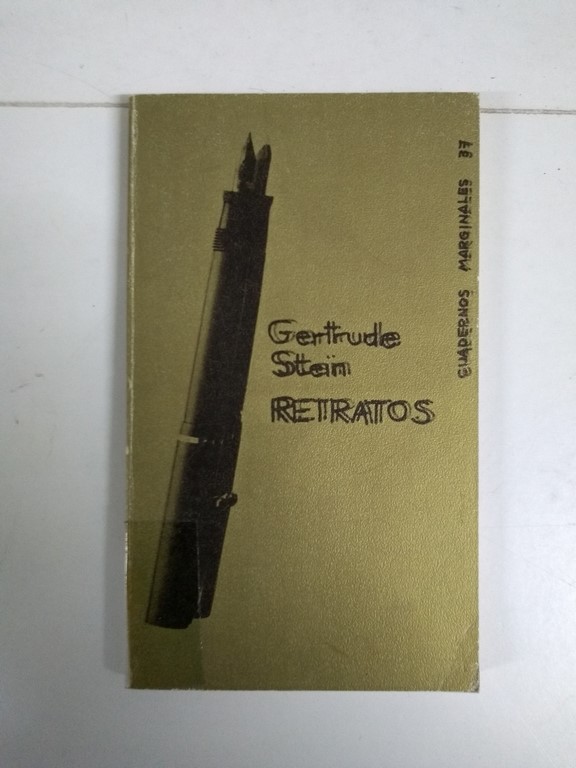 Gertrude
Stein
RETRATOS
CUADERNOS MARGINALES 37